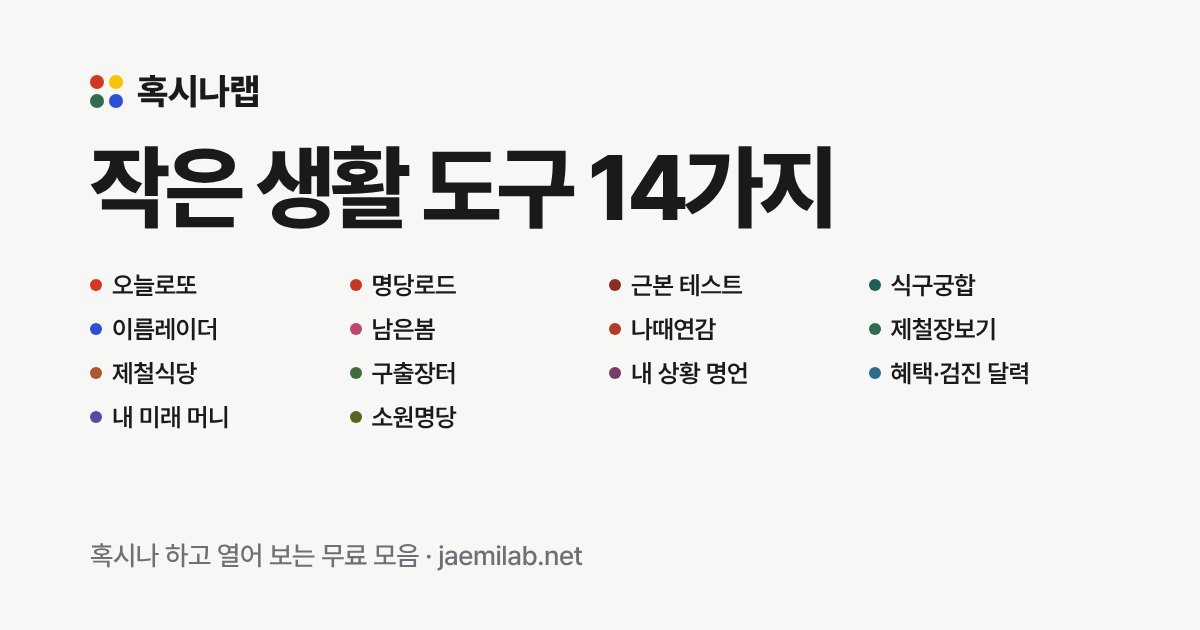 혹시나랩
작은 생활 도구 14가지
오늘로또 명당로드 근본 테스트 식구궁합
이름레이더 남은봄 나때연감 제철장보기
제철식당 구출장터 내 상황 명언 혜택·검진 달력
내 미래 머니 소원명당
혹시나 하고 열어 보는 무료 모음 · jaemilab.net